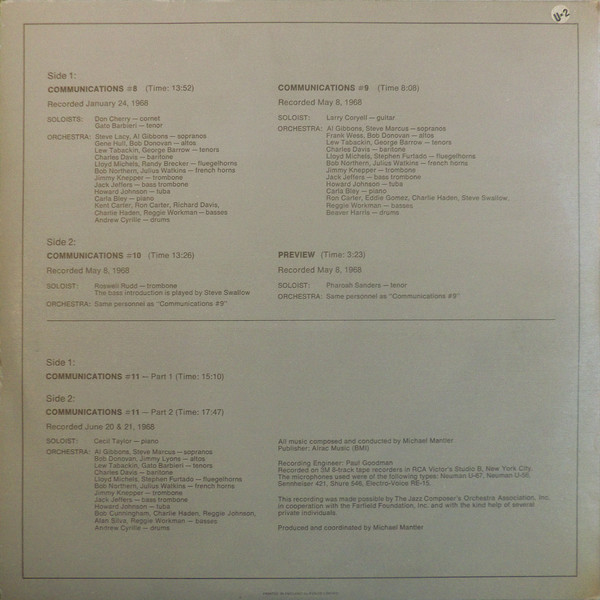 U-2
Side 1:
COMMUNICATIONS #8 (Time: 13:52)
Recorded January 24, 1968
SOLOISTS: Don Cherry — cornet
Gato Barbieri — tenor
ORCHESTRA: Steve Lacy, Al Gibbons — sopranos
Gene Hull, Bob Donovan — altos
Lew Tabackin, George Barrow — tenors
Charles Davis — baritone
Lloyd Michels, Randy Brecker — fluegelhorns
Bob Northern, Julius Watkins — french horns
Jimmy Knepper — trombone
Jack Jeffers — bass trombone
Howard Johnson — tuba
Carla Bley — piano
Kent Carter, Ron Carter, Richard Davis,
Charlie Haden, Reggie Workman — basses
Andrew Cyrille — drums
COMMUNICATIONS #9 (Time 8:08)
Recorded May 8, 1968
SOLOIST: Larry Coryell — guitar
ORCHESTRA: Al Gibbons, Steve Marcus — sopranos
Frank Wess, Bob Donovan — altos
Lew Tabackin, George Barrow — tenors
Charles Davis — baritone
Lloyd Michels, Stephen Furtado — fluegelhorns
Bob Northern, Julius Watkins — french horns
Jimmy Knepper — trombone
Jack Jeffers — bass trombone
Howard Johnson — tuba
Carla Bley — piano
Ron Carter, Eddie Gomez, Charlie Haden, Steve Swallow,
Reggie Workman — basses
Beaver Harris — drums
Side 2:
COMMUNICATIONS #10 (Time 13:26)
Recorded May 8, 1968
SOLOIST: Roswell Rudd — trombone
The bass introduction is played by Steve Swallow
ORCHESTRA: Same personnel as "Communications #9"
PREVIEW (Time: 3:23)
Recorded May 8, 1968
SOLOIST: Pharoah Sanders — tenor
ORCHESTRA: Same personnel as "Communications #9"
Side 1:
COMMUNICATIONS #11 — Part 1 (Time: 15:10)
Side 2:
COMMUNICATIONS #11 — Part 2 (Time: 17:47)
Recorded June 20 & 21, 1968
SOLOIST: Cecil Taylor — piano
ORCHESTRA: Al Gibbons, Steve Marcus — sopranos
Bob Donovan, Jimmy Lyons — altos
Lew Tabackin, Gato Barbieri — tenors
Charles Davis — baritone
Lloyd Michels, Stephen Furtado — fluegelhorns
Bob Northern, Julius Watkins — french horns
Jimmy Knepper — trombone
Jack Jeffers — bass trombone
Howard Johnson — tuba
Bob Cunningham, Charlie Haden, Reggie Johnson,
Alan Silva, Reggie Workman — basses
Andrew Cyrille — drums
All music composed and conducted by Michael Mantler
Publisher: Alrac Music (BMI)
Recording Engineer: Paul Goodman
Recorded on 3M 8-track tape recorders in RCA Victor's Studio B, New York City.
The microphones used were of the following types: Neuman U-67, Neuman U-56,
Sennheiser 421, Shure 546, Electro-Voice RE-15.
This recording was made possible by The Jazz Composer's Orchestra Association, Inc.
in cooperation with the Farfield Foundation, Inc. and with the kind help of several
private individuals.
Produced and coordinated by Michael Mantler